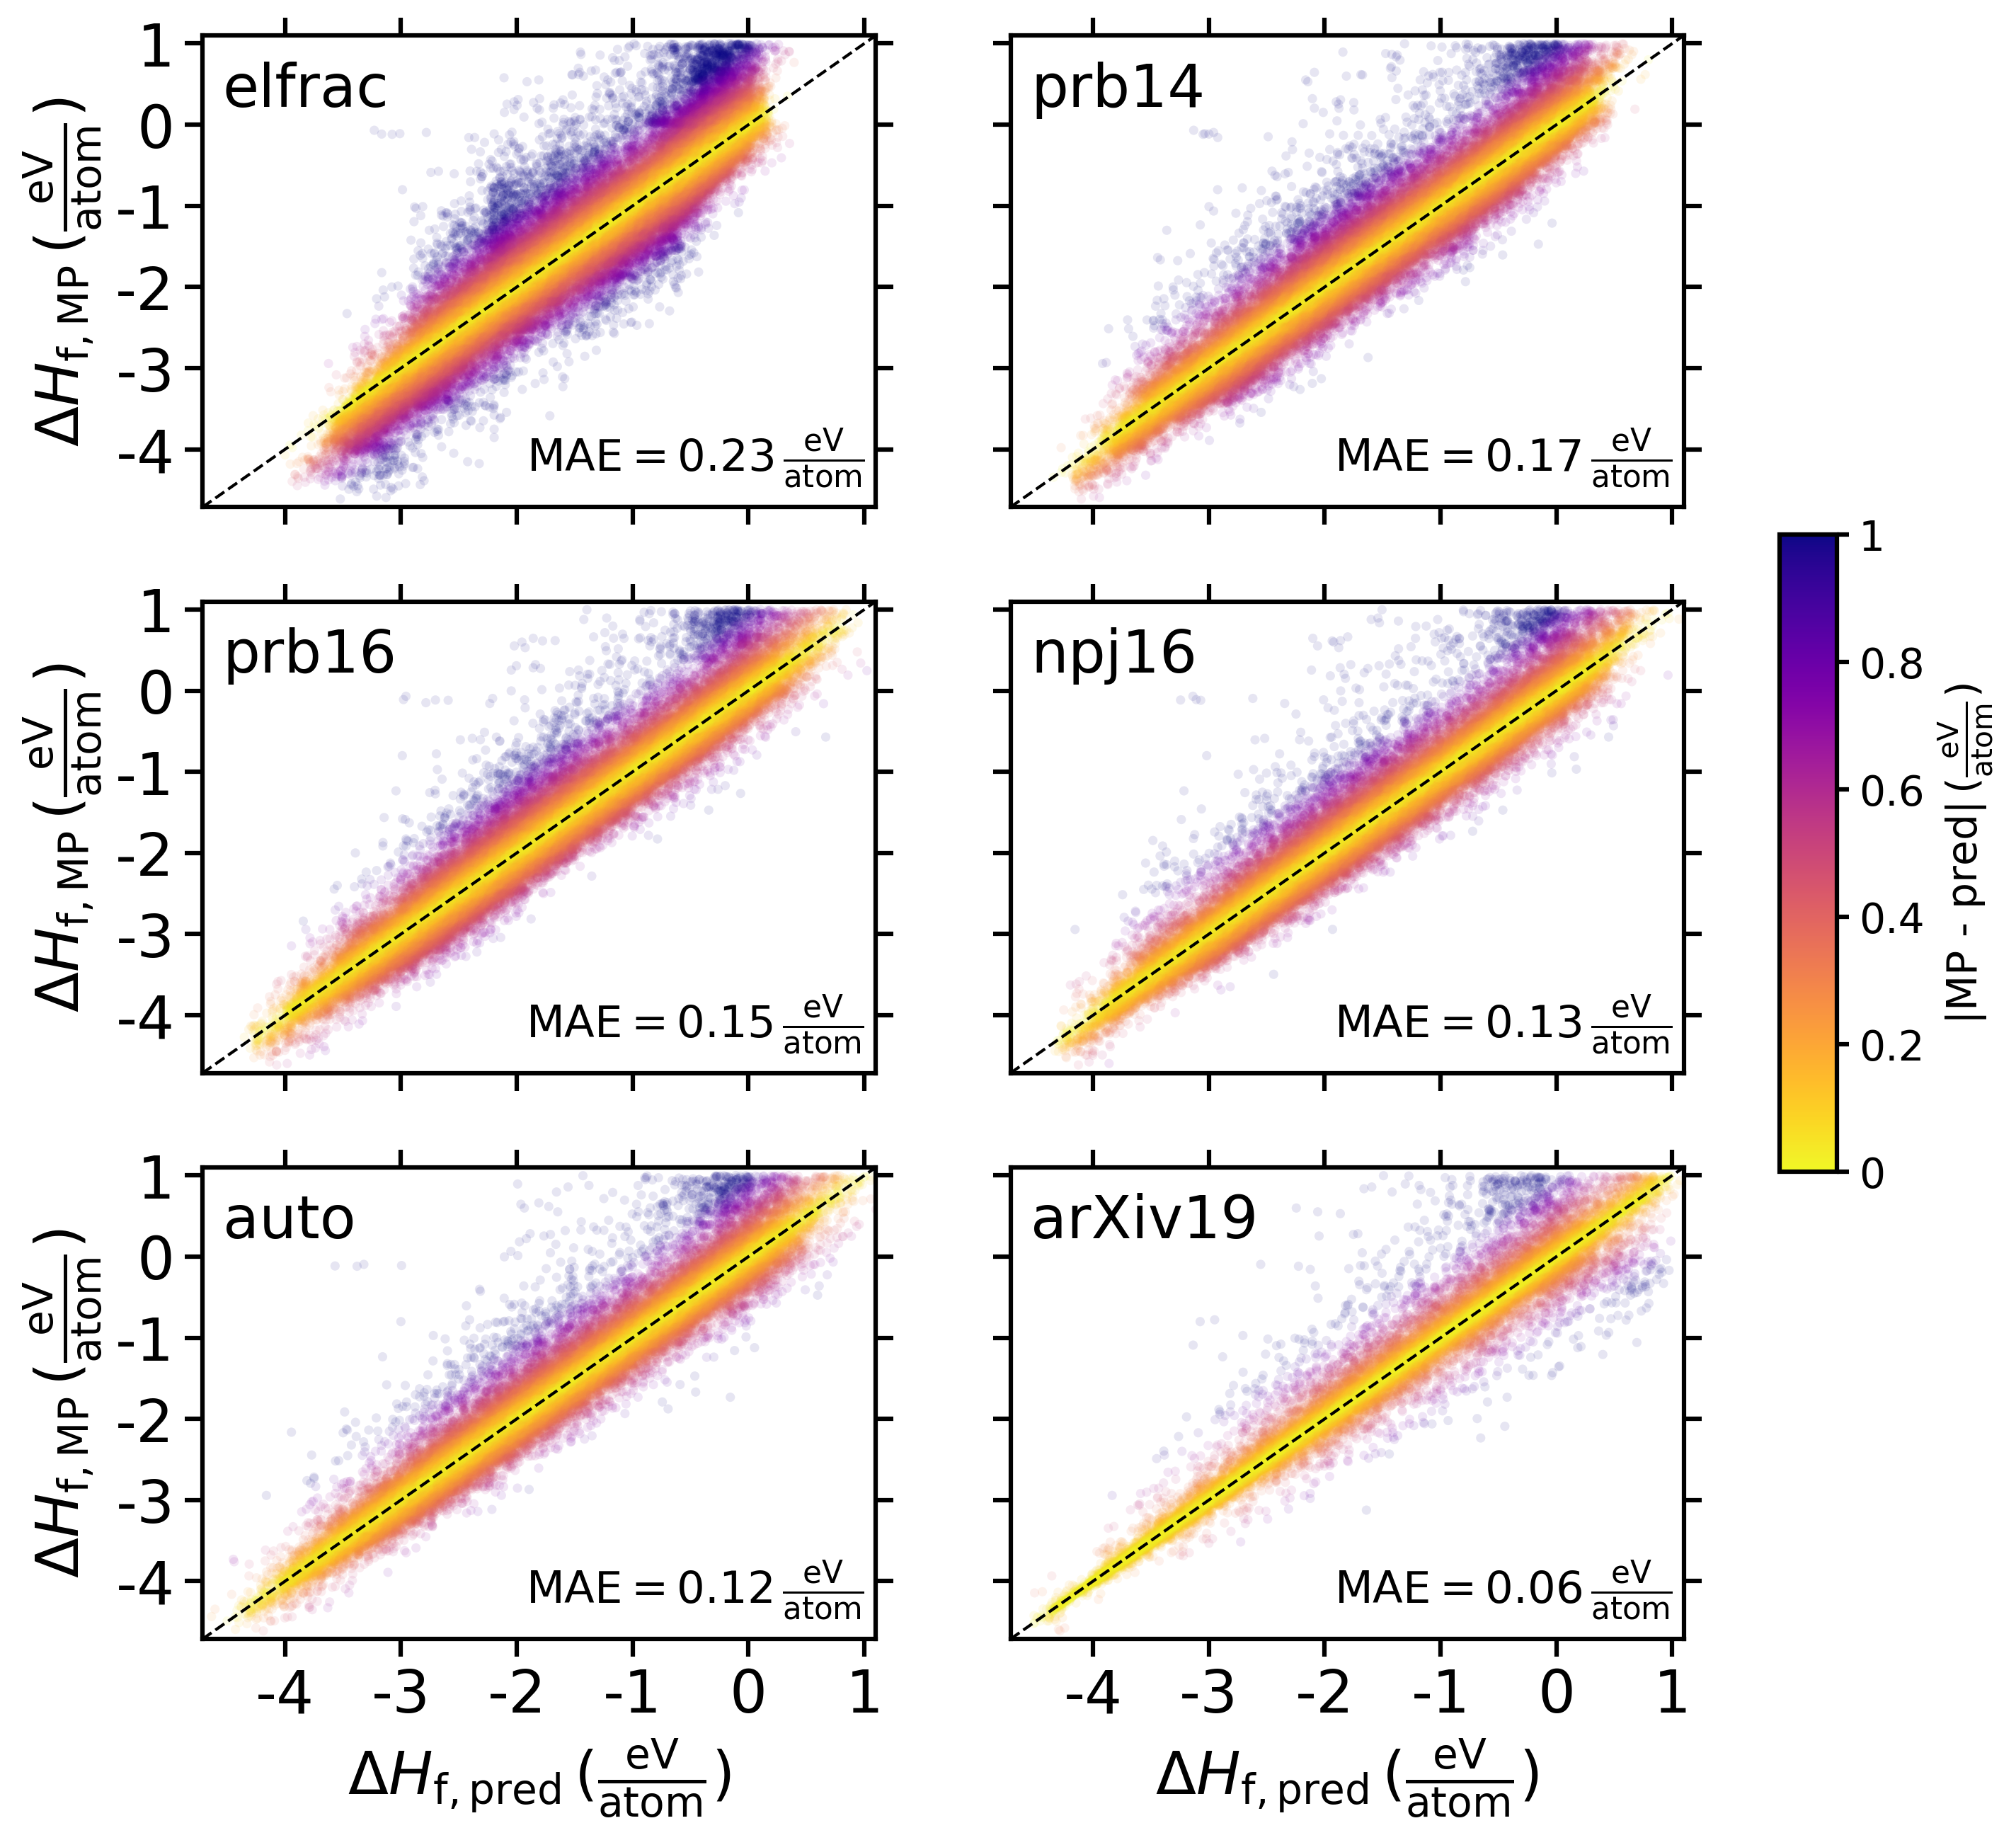 elfrac
1
0
-1
-2
-3
-4
ΔH_f, MP (eV/atom)
MAE = 0.23 eV/atom
prb14
MAE = 0.17 eV/atom
prb16
1
0
-1
-2
-3
-4
ΔH_f, MP (eV/atom)
MAE = 0.15 eV/atom
npj16
MAE = 0.13 eV/atom
auto
1
0
-1
-2
-3
-4
ΔH_f, MP (eV/atom)
MAE = 0.12 eV/atom
-4 -3 -2 -1 0 1
ΔH_f, pred (eV/atom)
arXiv19
MAE = 0.06 eV/atom
-4 -3 -2 -1 0 1
ΔH_f, pred (eV/atom)
1
0.8
0.6
0.4
0.2
0
|MP - pred| (eV/atom)